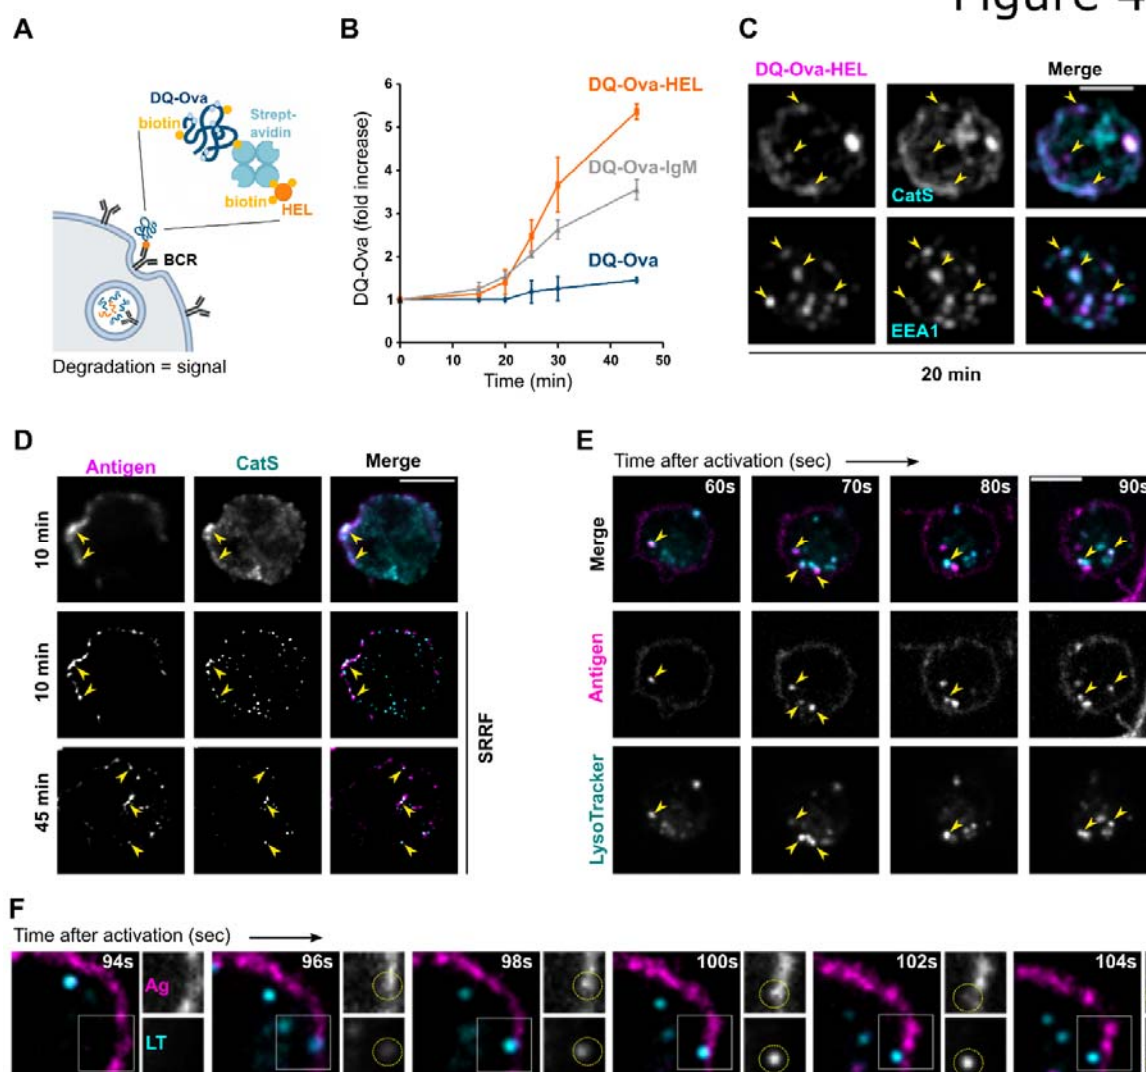 Figure 4
A
B
C
DQ-Ova
biotin
Strept-
avidin
biotin
HEL
BCR
Degradation = signal
DQ-Ova (fold increase)
6
5
4
3
2
1
0
0
10
20
30
40
50
Time (min)
DQ-Ova-HEL
DQ-Ova-IgM
DQ-Ova
DQ-Ova-HEL
Merge
CatS
EEA1
20 min
D
Antigen
CatS
Merge
10 min
10 min
45 min
SRRF
E
Time after activation (sec)
60s
70s
80s
90s
Merge
Antigen
LysoTracker
F
Time after activation (sec)
94s
Ag
LT
96s
98s
100s
102s
104s